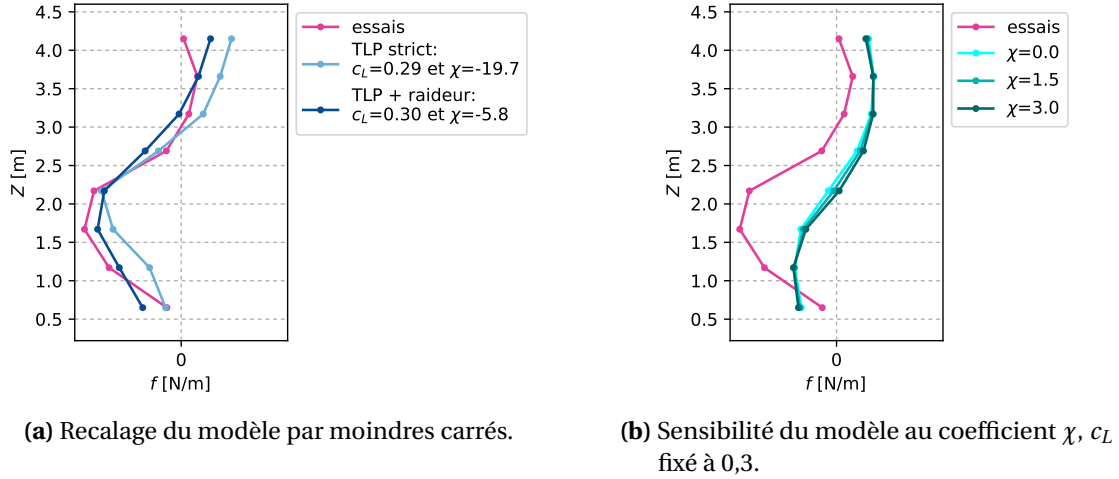 4.5
4.0
3.5
3.0
2.5
2.0
1.5
1.0
0.5
Z [m]
0
f [N/m]
essais
TLP strict:
c_L=0.29 et χ=-19.7
TLP + raideur:
c_L=0.30 et χ=-5.8
(a) Recalage du modèle par moindres carrés.
4.5
4.0
3.5
3.0
2.5
2.0
1.5
1.0
0.5
Z [m]
0
f [N/m]
essais
χ=0.0
χ=1.5
χ=3.0
(b) Sensibilité du modèle au coefficient χ, c_L
fixé à 0,3.